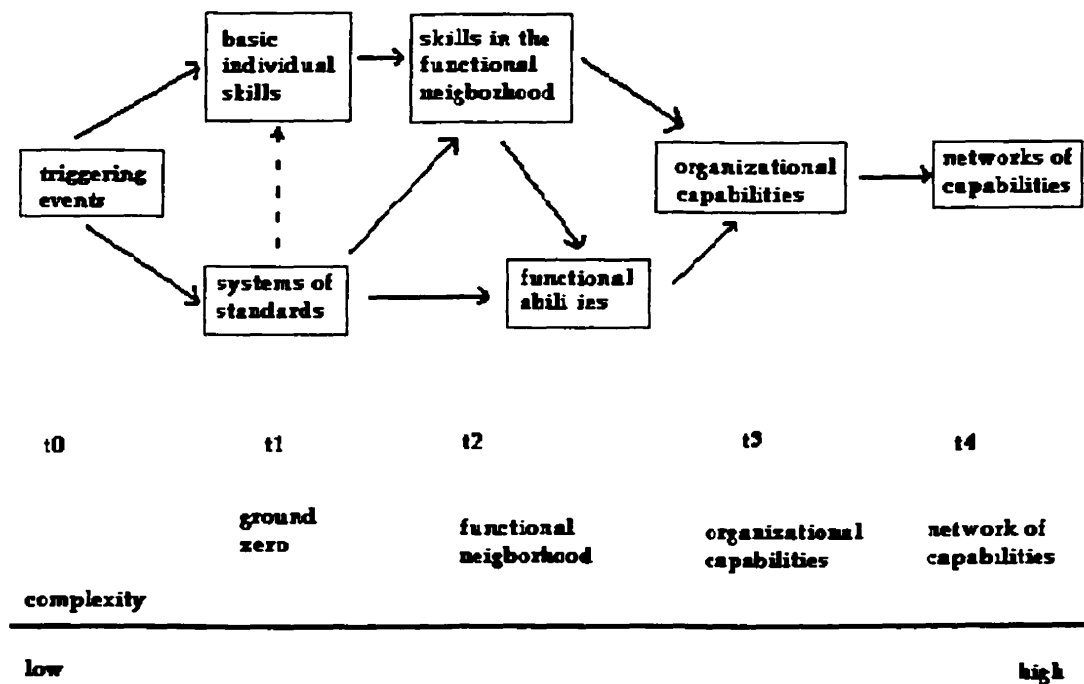 basic
individual
skills
skills in the
functional
neigbozhood
triggering
events
organizational
capabilities
networks of
capabilities
systems of
standards
functional
abili ies
t0
t1
t2
t3
t4
ground
zero
functional
neigborhood
organizational
capabilities
network of
capabilities
complexity
low
high